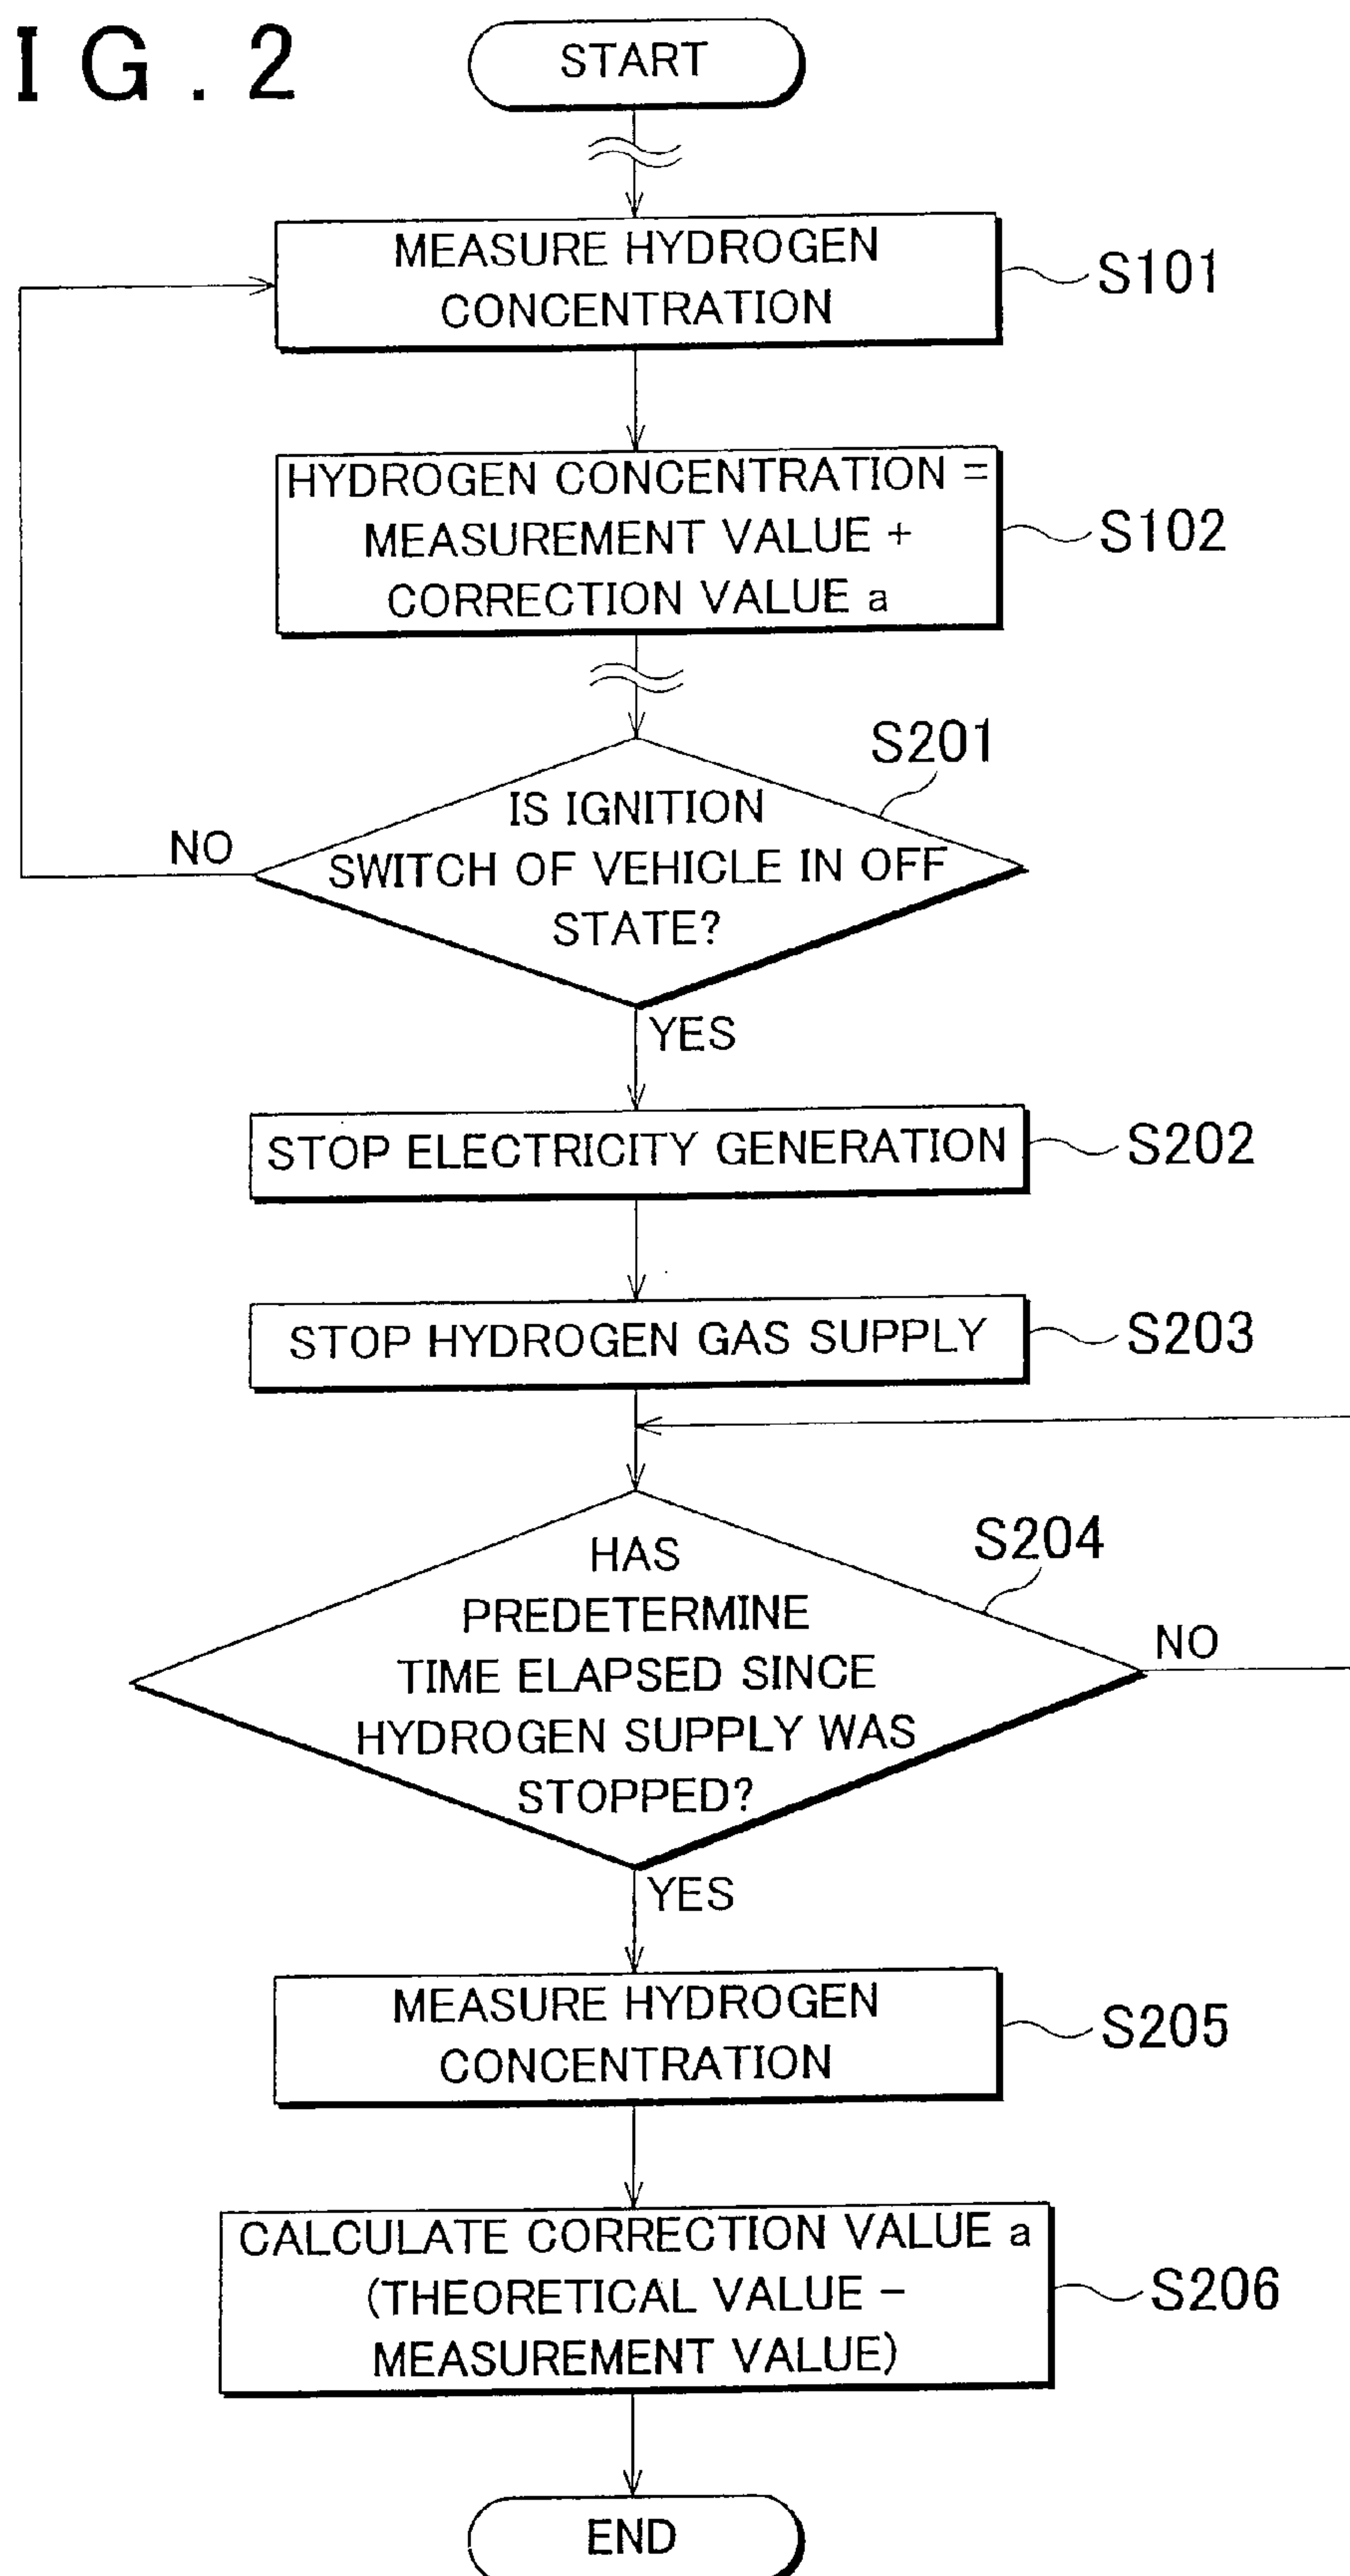 IG.2
START
MEASURE HYDROGEN
CONCENTRATION
S101
HYDROGEN CONCENTRATION =
MEASUREMENT VALUE +
CORRECTION VALUE a
S102
S201
IS IGNITION
SWITCH OF VEHICLE IN OFF
STATE?
NO
YES
STOP ELECTRICITY GENERATION
S202
STOP HYDROGEN GAS SUPPLY
S203
S204
HAS
PREDETERMINE
TIME ELAPSED SINCE
HYDROGEN SUPPLY WAS
STOPPED?
NO
YES
MEASURE HYDROGEN
CONCENTRATION
S205
CALCULATE CORRECTION VALUE a
(THEORETICAL VALUE −
MEASUREMENT VALUE)
S206
END